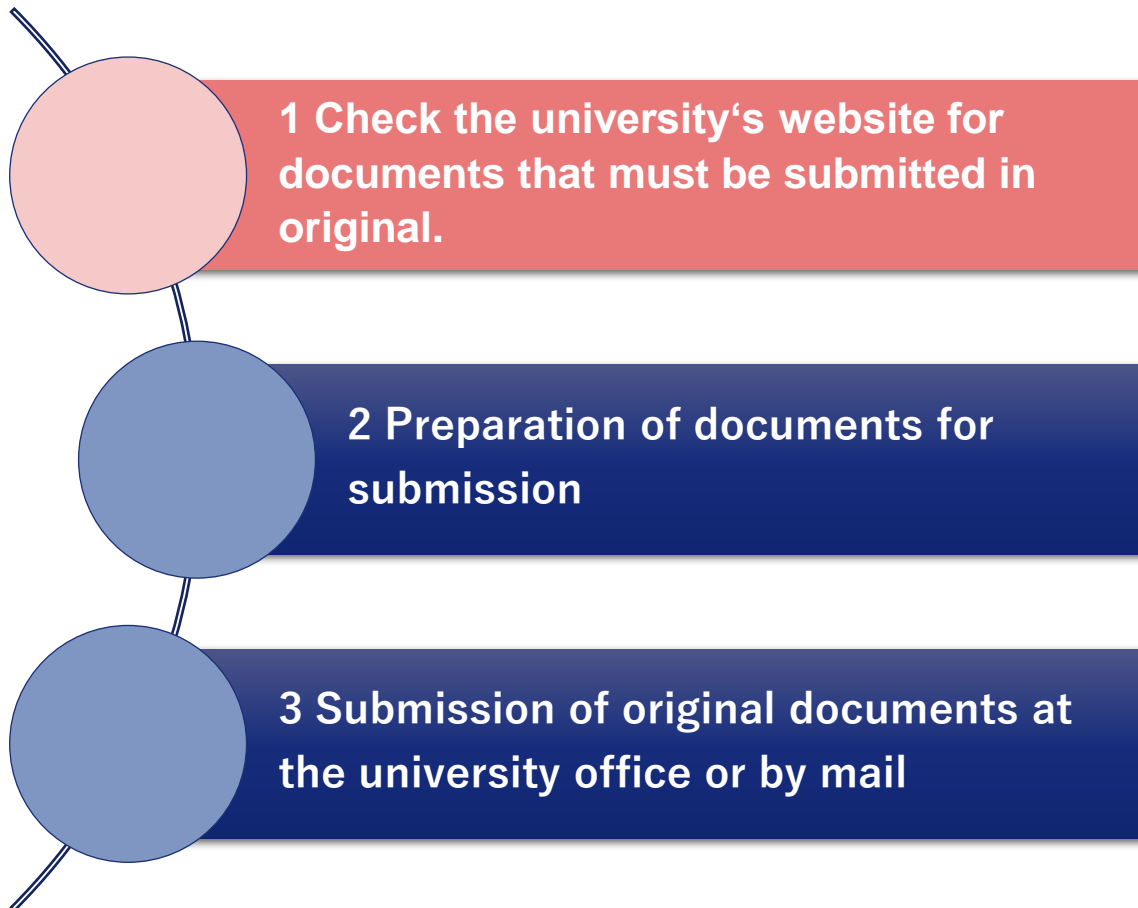 1 Check the university‘s website for
documents that must be submitted in
original.
2 Preparation of documents for
submission
3 Submission of original documents at
the university office or by mail